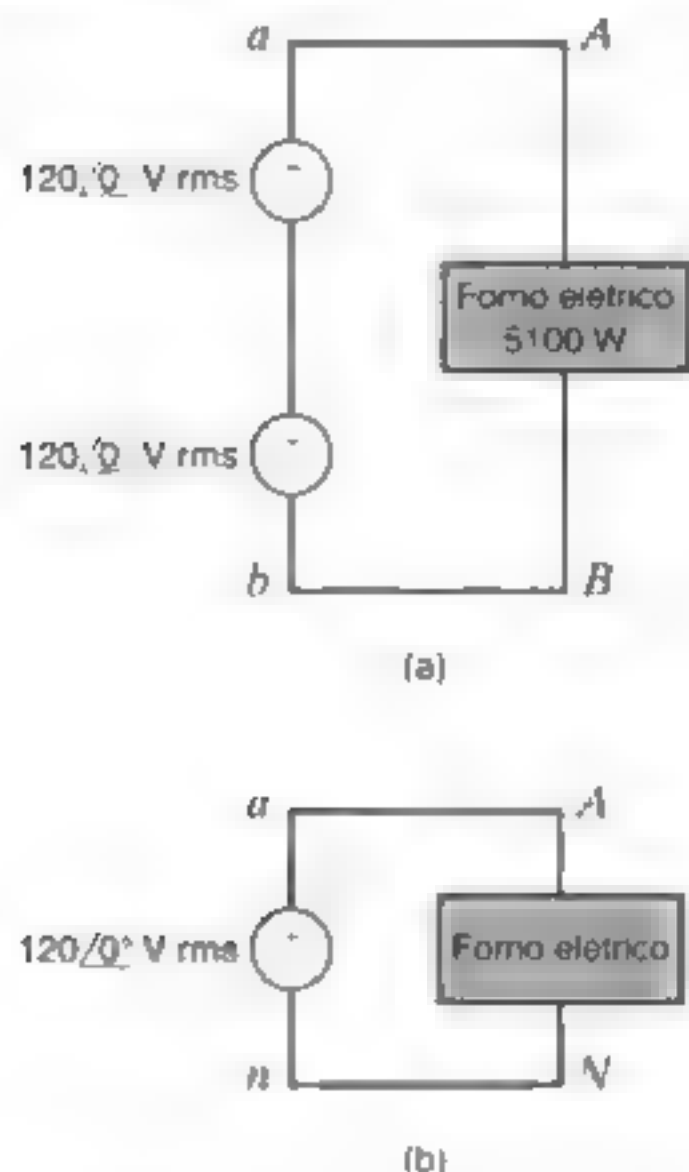 a A
120/0° V rms
Forno elétrico
5100 W
120/0° V rms
b B
(a)
a A
120/0° V rms
Forno elétrico
n N
(b)